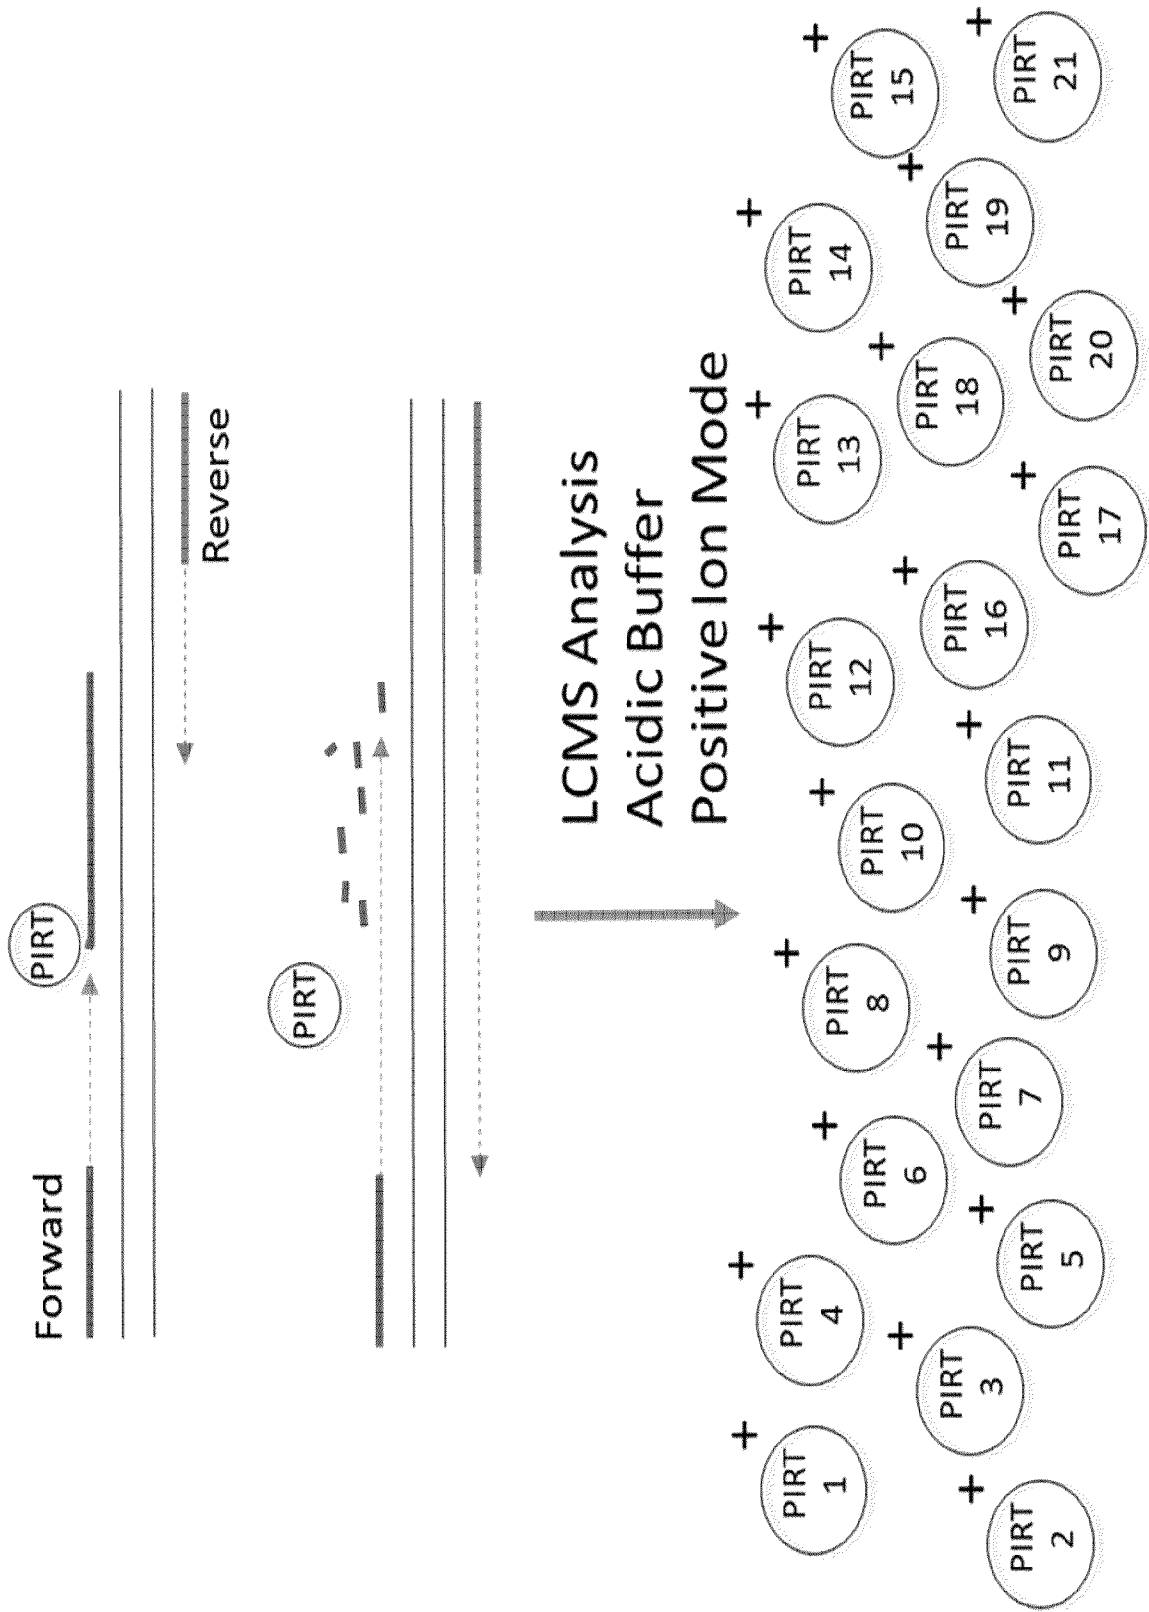 PIRT
Forward
Reverse
PIRT
LCMS Analysis
Acidic Buffer
Positive Ion Mode
+
PIRT
1
+
PIRT
2
+
PIRT
3
+
PIRT
4
+
PIRT
5
+
PIRT
6
+
PIRT
7
+
PIRT
8
+
PIRT
9
+
PIRT
10
+
PIRT
11
+
PIRT
12
+
PIRT
13
+
PIRT
14
+
PIRT
15
+
PIRT
16
+
PIRT
17
+
PIRT
18
+
PIRT
19
+
PIRT
20
+
PIRT
21